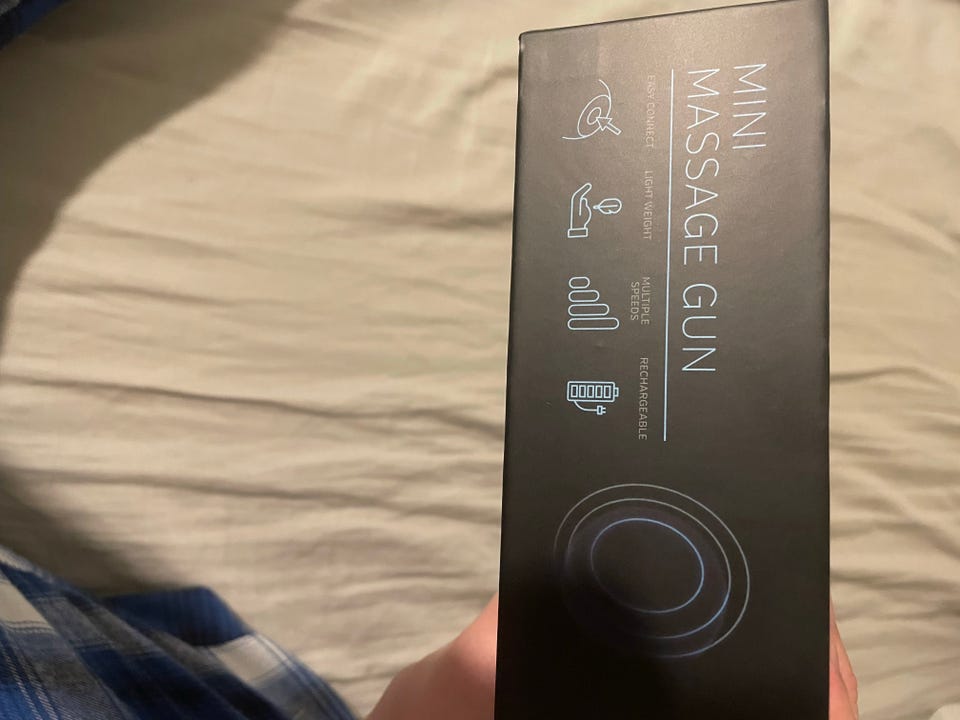 MINI
MASSAGE GUN
EASY CONNECT
LIGHT WEIGHT
MULTIPLE
SPEEDS
RECHARGEABLE